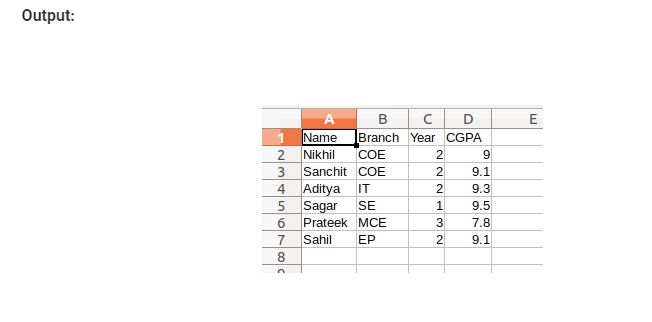 Output:
A B C D E
1 Name Branch Year CGPA
2 Nikhil COE 2 9
3 Sanchit COE 2 9.1
4 Aditya IT 2 9.3
5 Sagar SE 1 9.5
6 Prateek MCE 3 7.8
7 Sahil EP 2 9.1
8